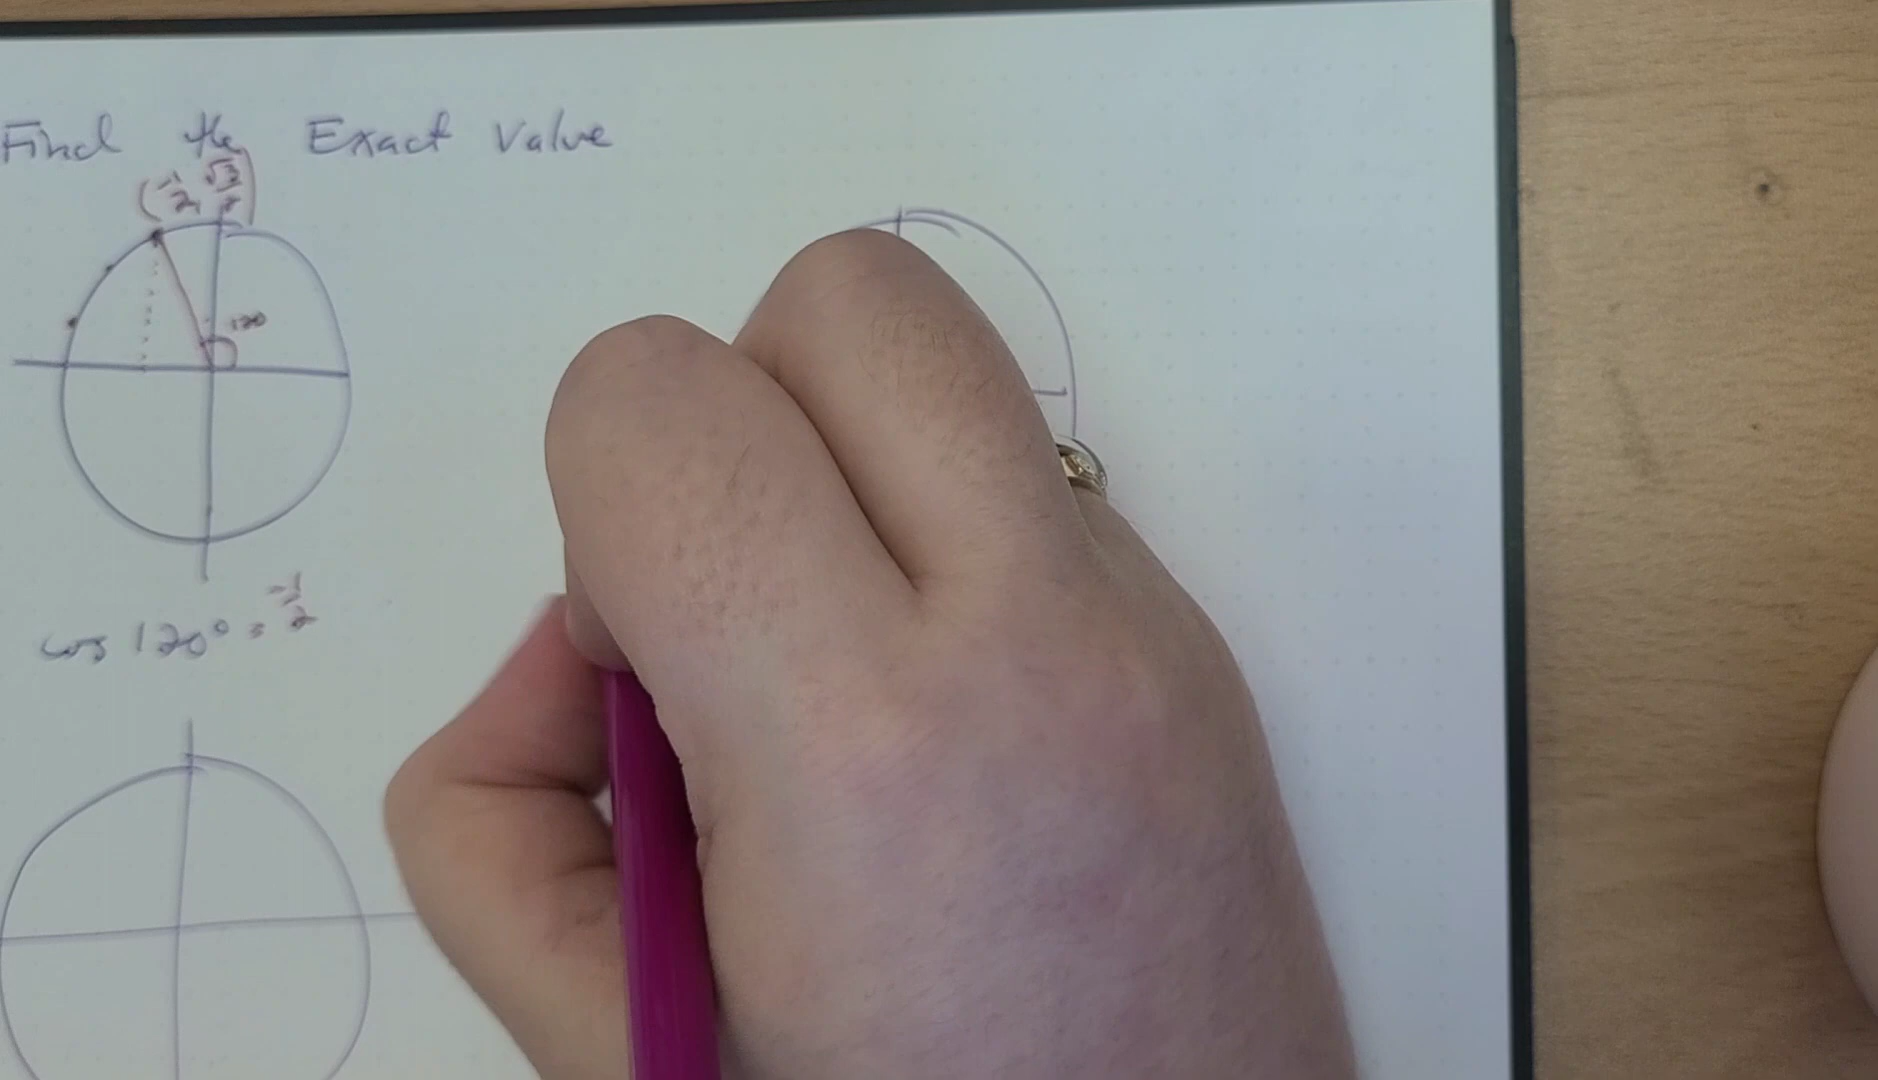 Find the Exact Value
(-1/2, √3/2)
120
cos 120° = -1/2